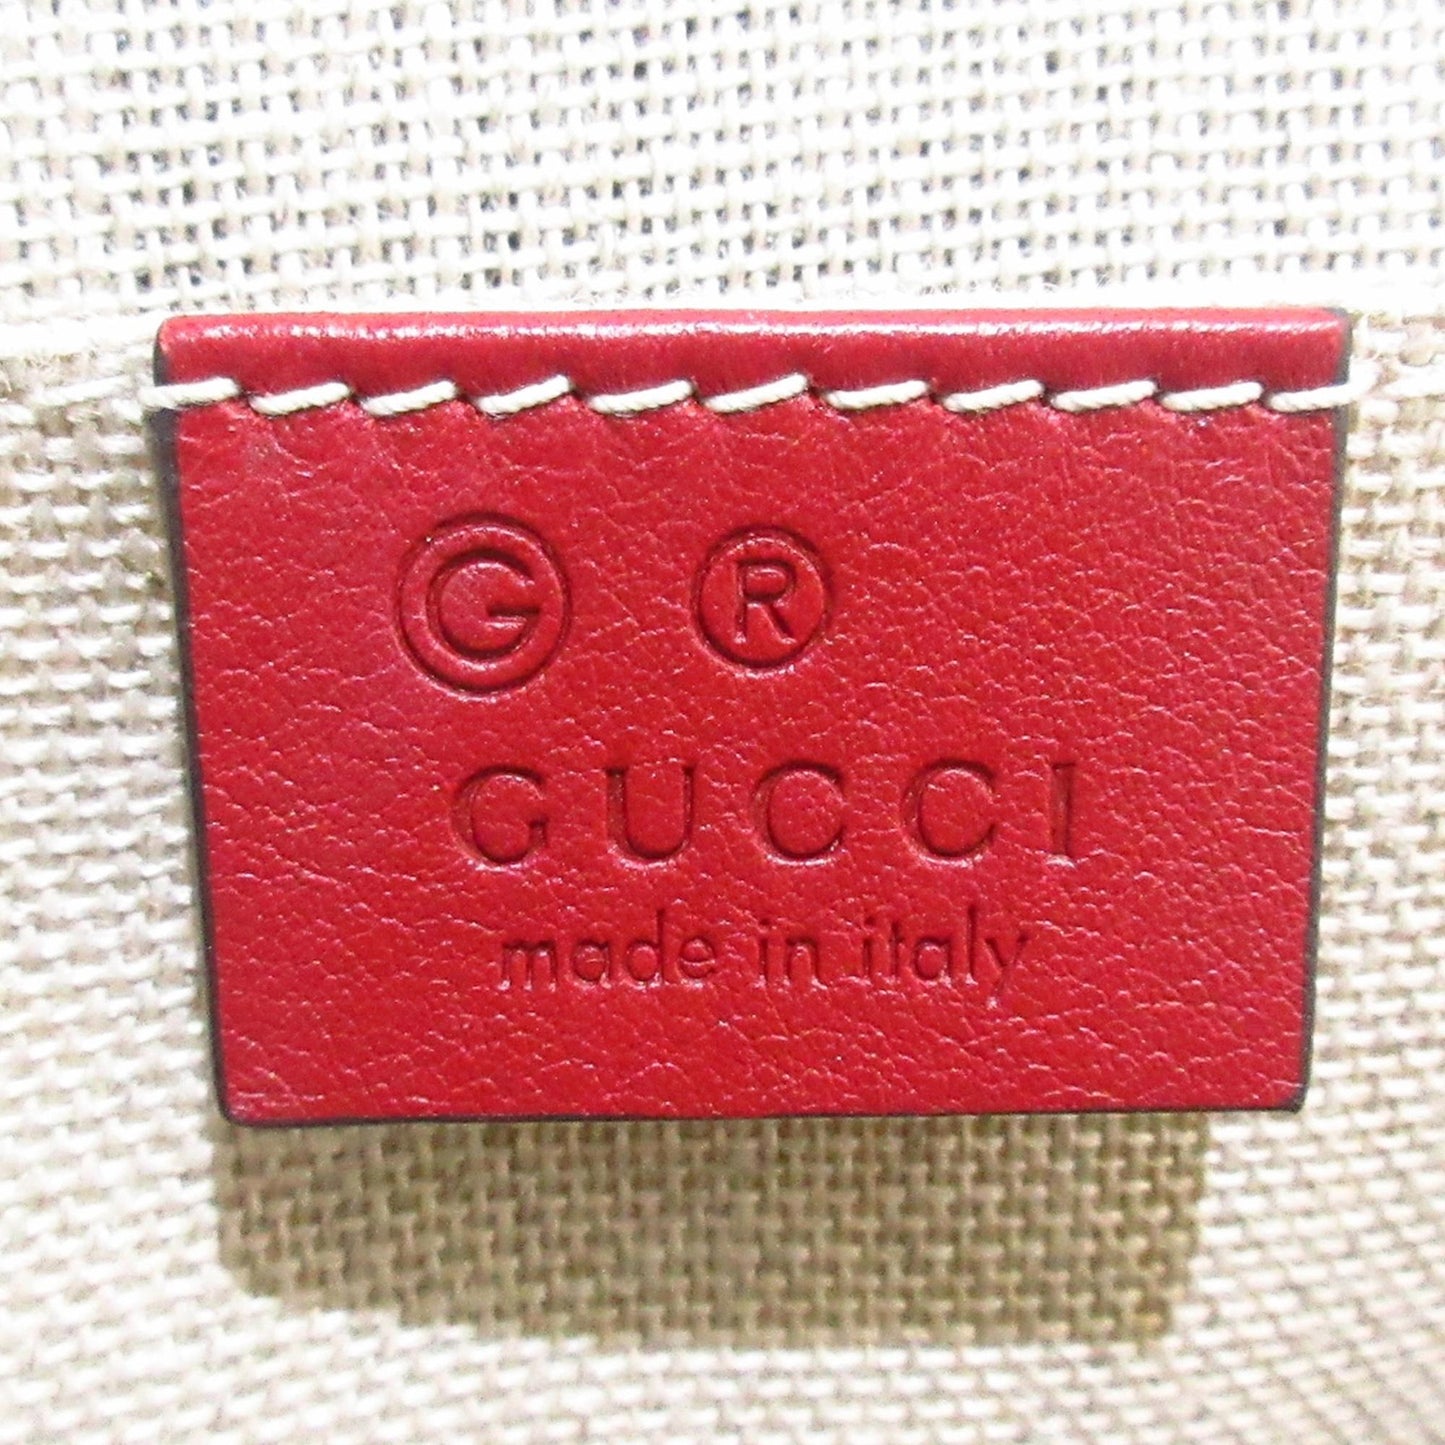 Ⓖ ®
GUCCI
made in italy